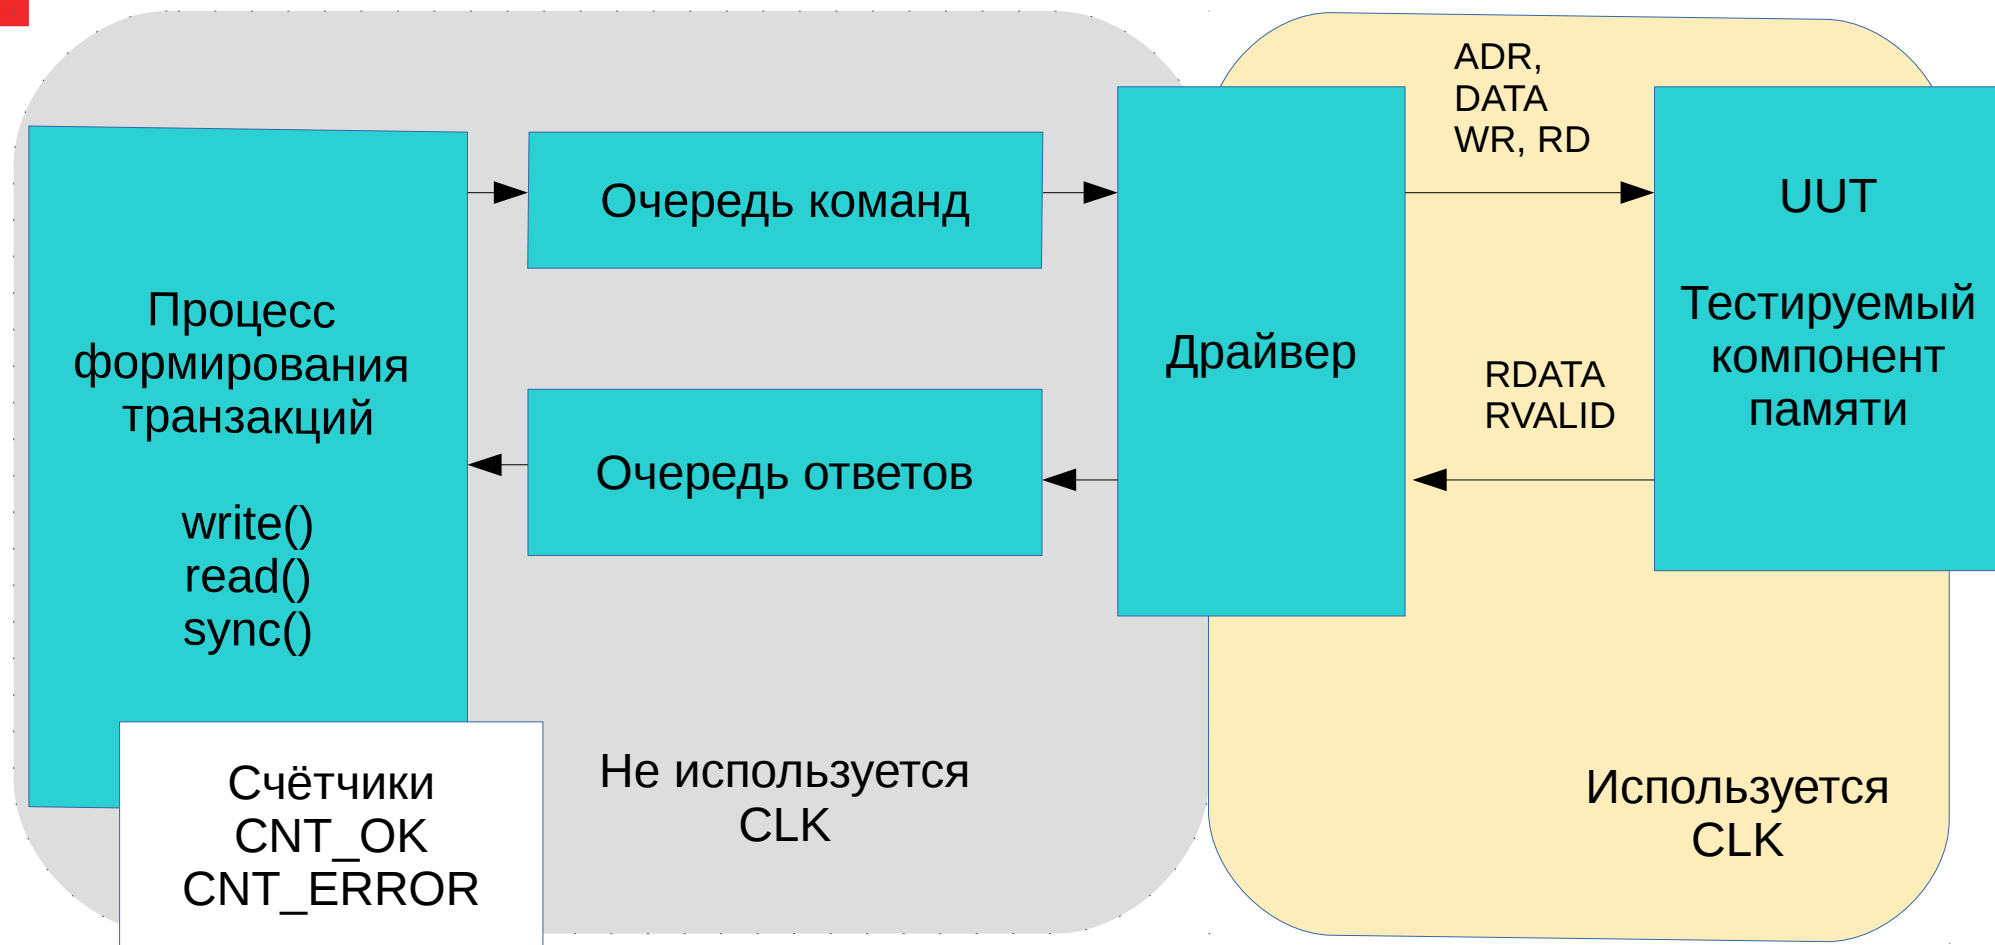 Процесс
формирования
транзакций
write()
read()
sync()
Счётчики
CNT_OK
CNT_ERROR
Очередь команд
Очередь ответов
Не используется
CLK
Драйвер
ADR,
DATA
WR, RD
RDATA
RVALID
UUT
Тестируемый
компонент
памяти
Используется
CLK